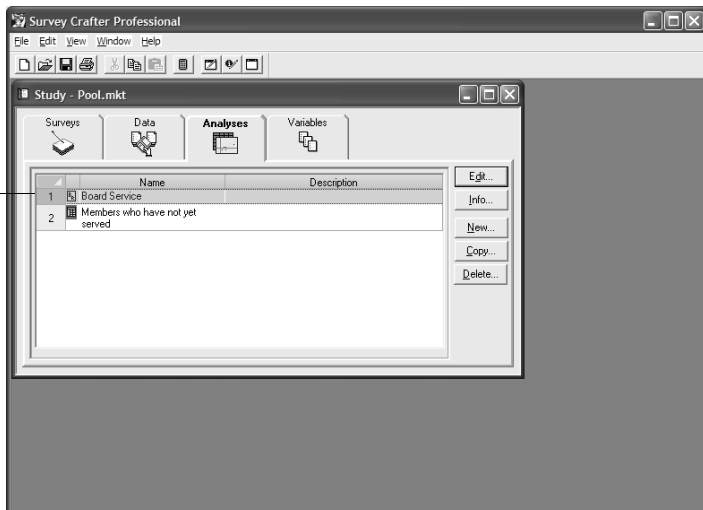 Survey Crafter Professional
File Edit View Window Help
Study - Pool.mkt
Surveys Data Analyses Variables
Name Description
1 Board Service
2 Members who have not yet
served
Edit...
Info...
New...
Copy...
Delete...